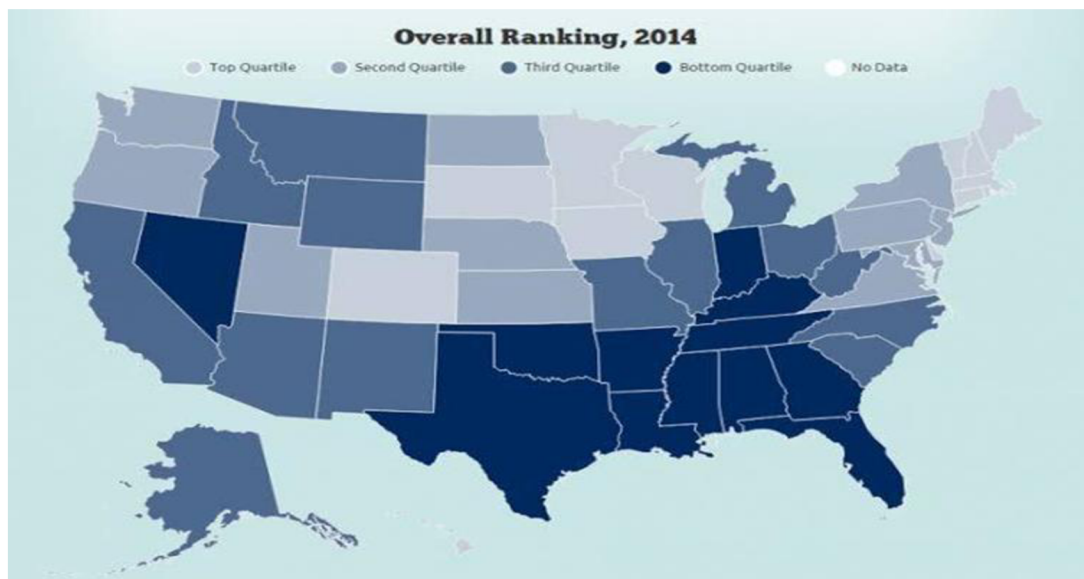 Overall Ranking, 2014
Top Quartile Second Quartile Third Quartile Bottom Quartile No Data